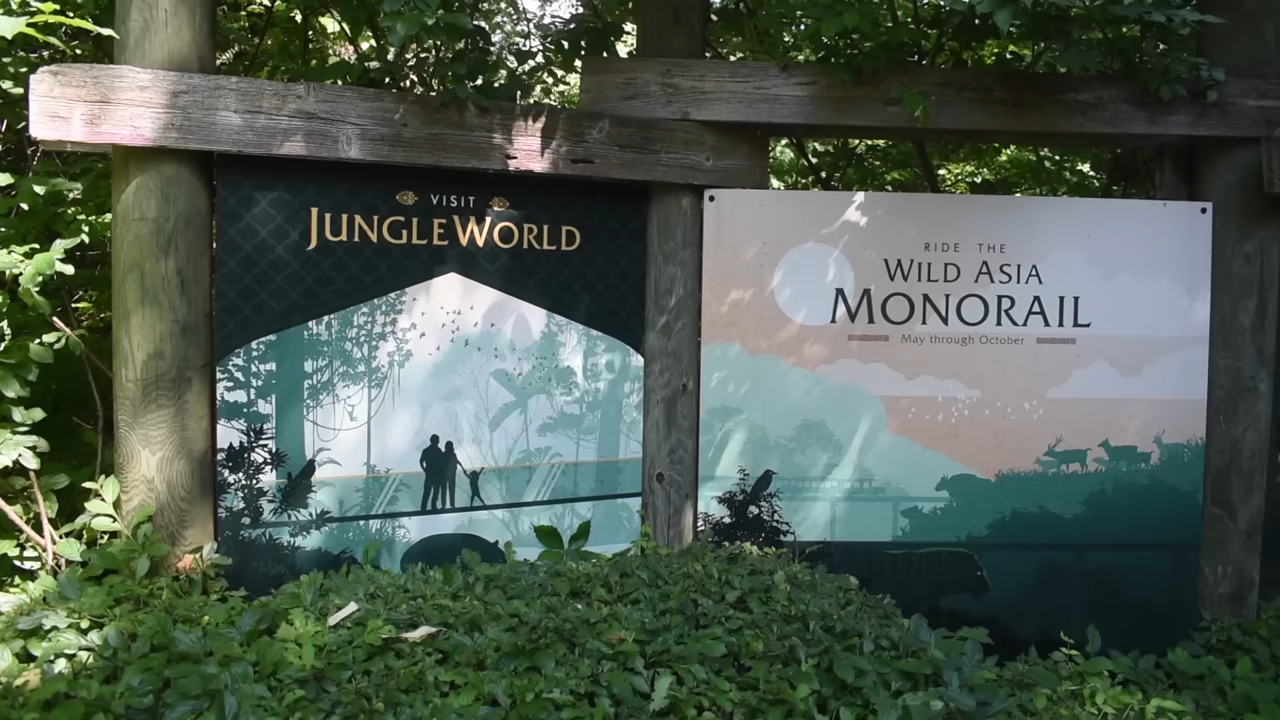 VISIT
JUNGLEWORLD
RIDE THE
WILD ASIA
MONORAIL
May through October